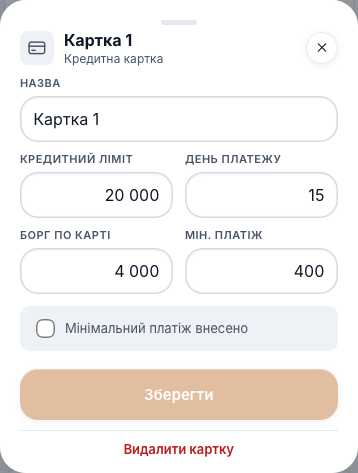 Картка 1
Кредитна картка
НАЗВА
Картка 1
КРЕДИТНИЙ ЛІМІТ ДЕНЬ ПЛАТЕЖУ
20 000 15
БОРГ ПО КАРТІ МІН. ПЛАТІЖ
4 000 400
Мінімальний платіж внесено
Зберегти
Видалити картку